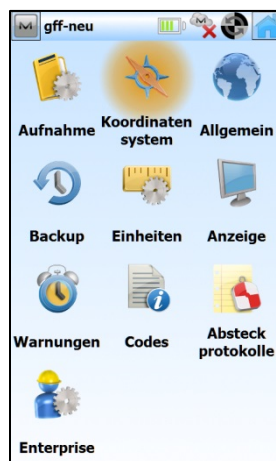 gff-neu
Aufnahme
Koordinaten
system
Allgemein
Backup
Einheiten
Anzeige
Warnungen
Codes
Absteck
protokolle
Enterprise